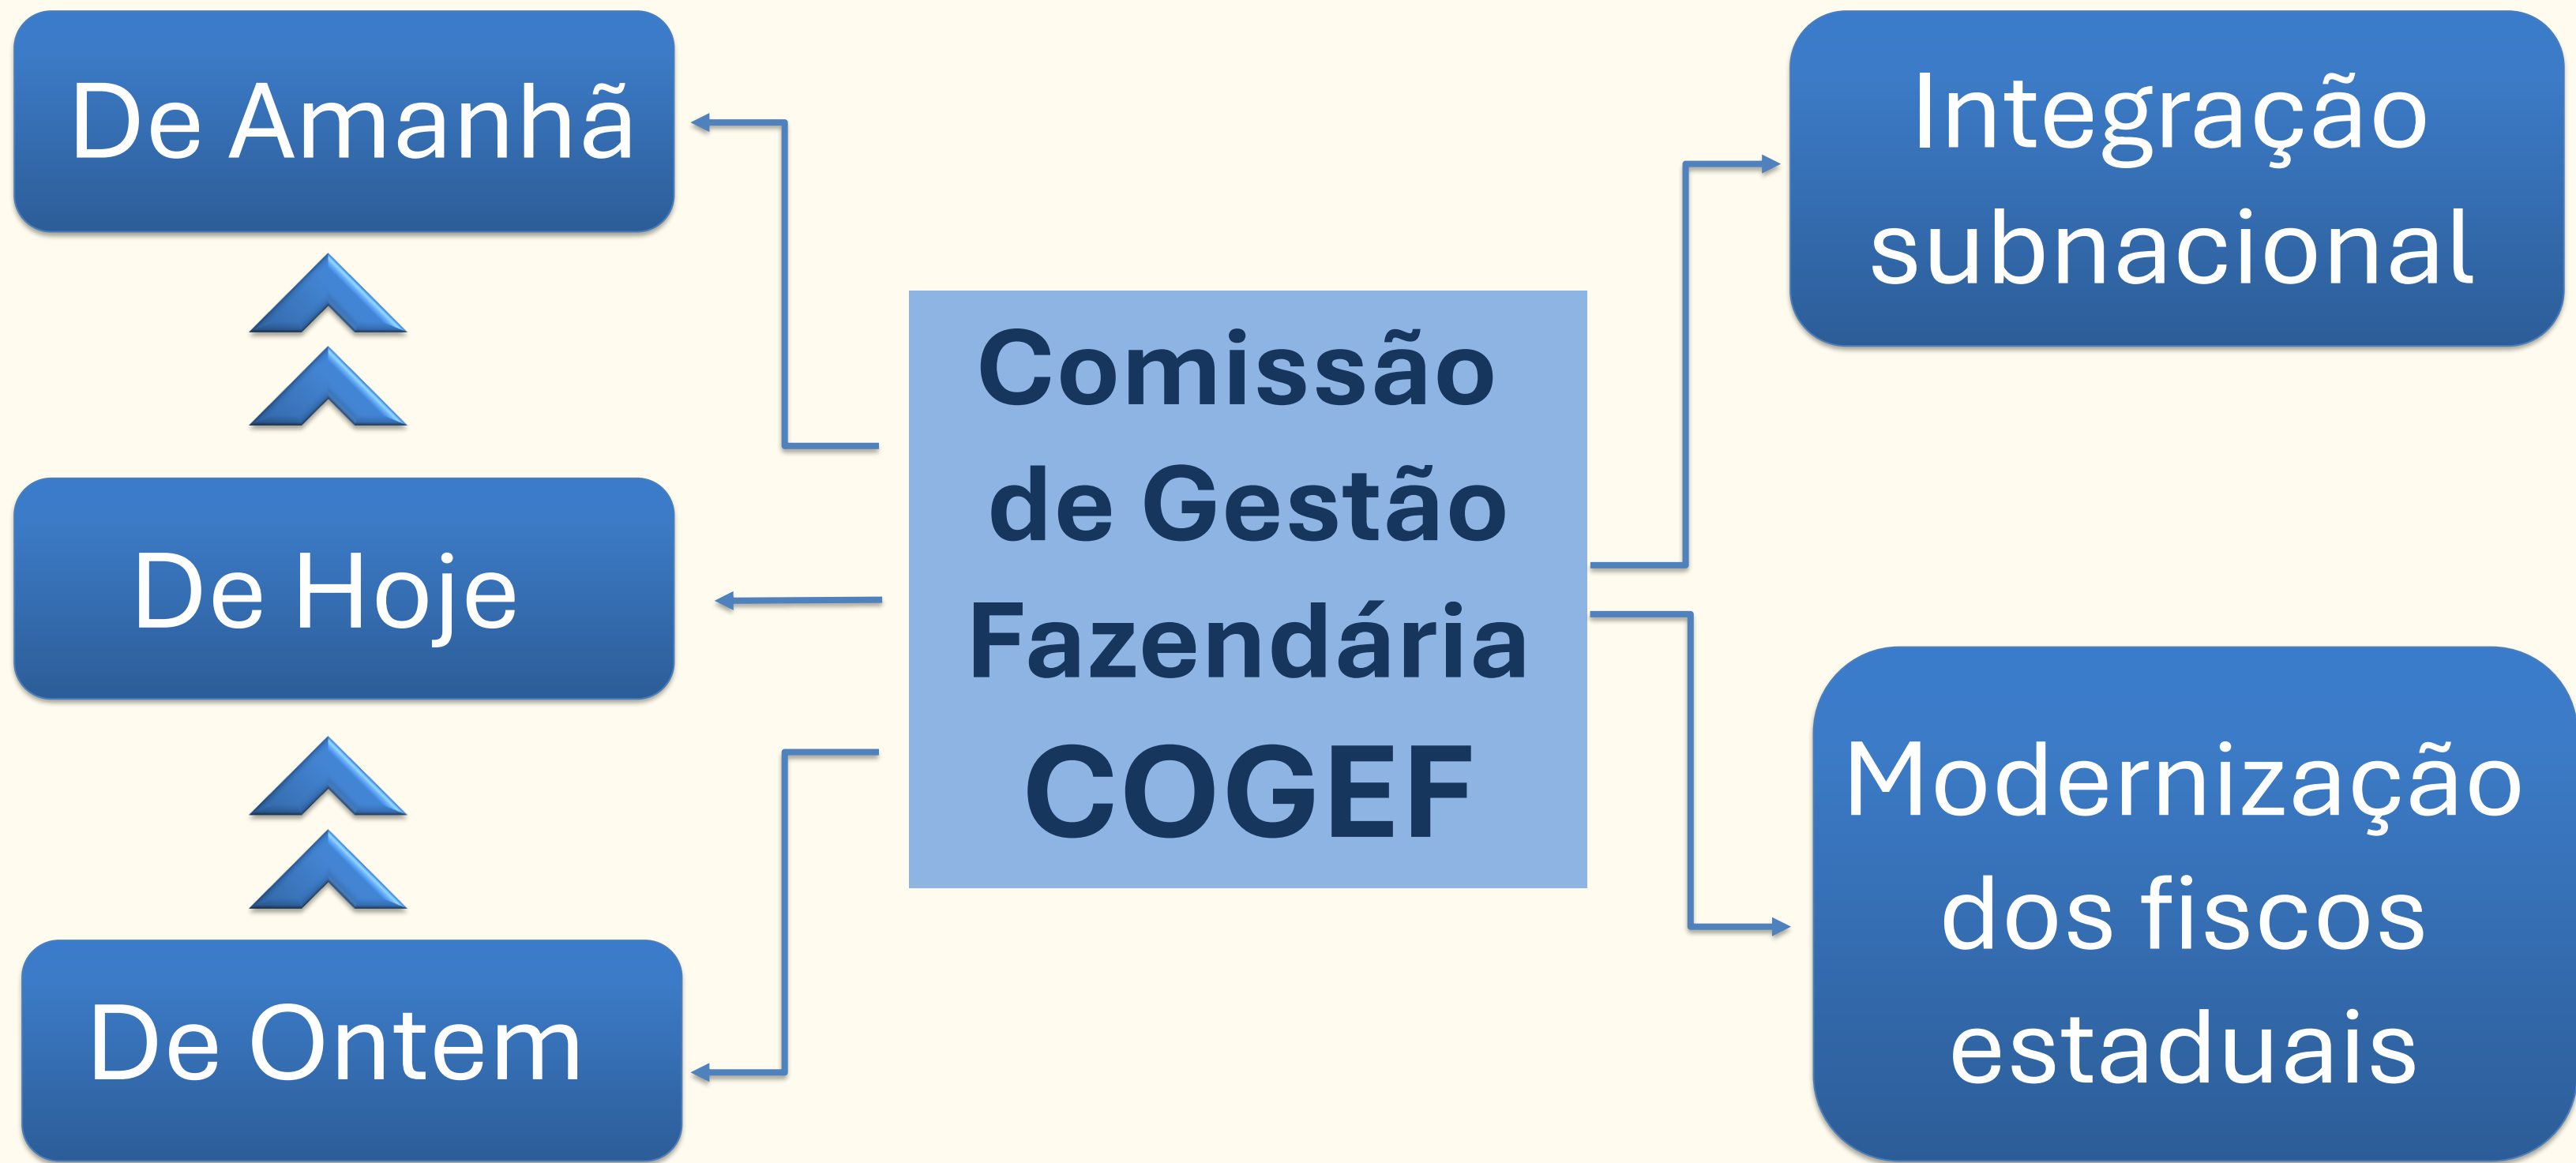 De Amanhã
De Hoje
De Ontem
Comissão
de Gestão
Fazendária
COGEF
Integração
subnacional
Modernização
dos fiscos
estaduais